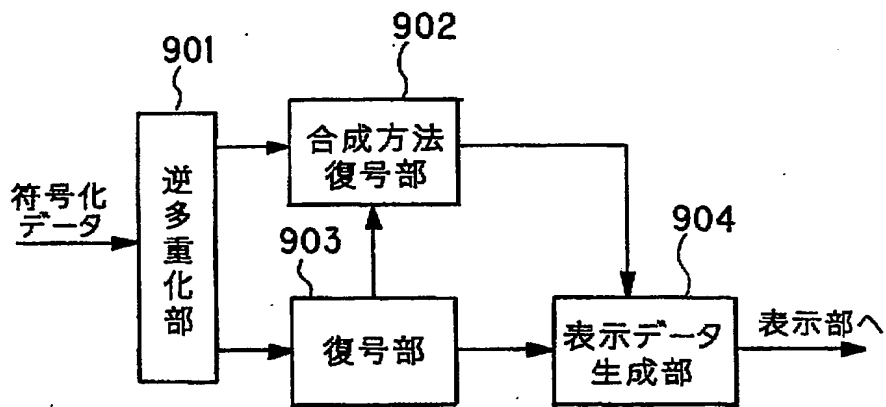 901
902
合成方法
復号部
符号化
データ
逆多重化部
903
復号部
904
表示データ
生成部
表示部へ